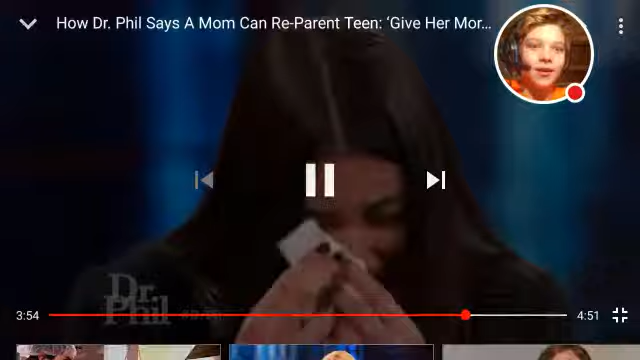 How Dr. Phil Says A Mom Can Re-Parent Teen: ‘Give Her Mor...
Dr.
Phil
3:54
4:51